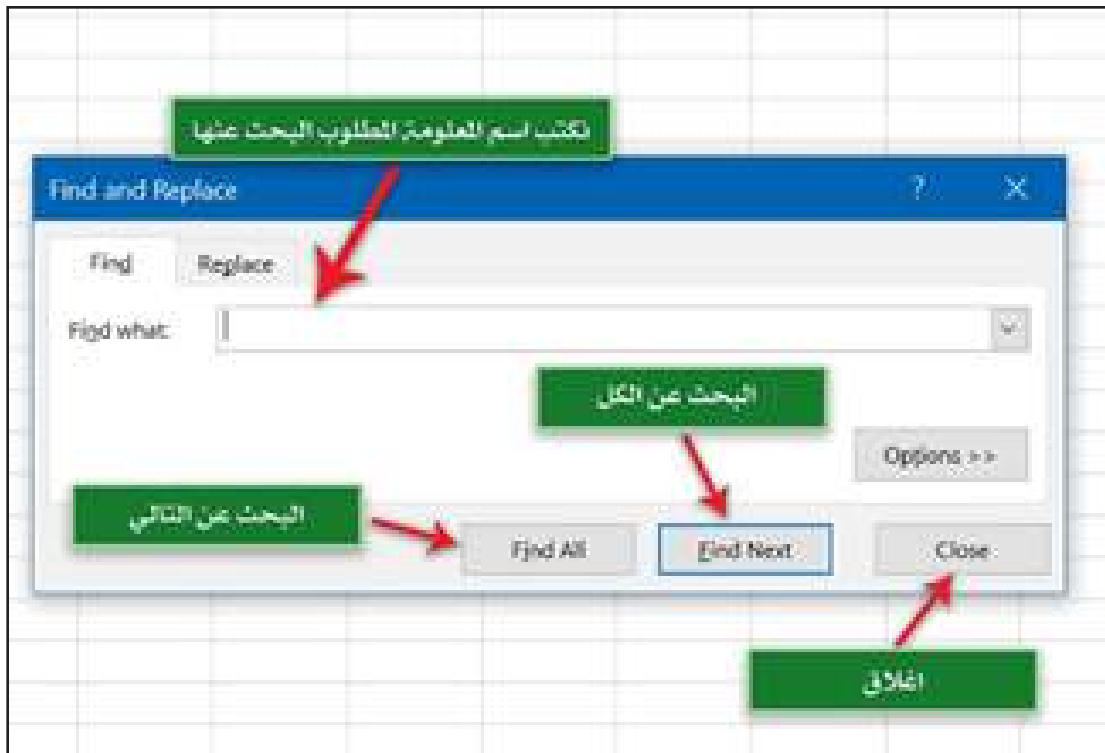 نكتب اسم المعلومة المطلوب البحث عنها
Find and Replace
?
Find
Replace
Find what:
البحث عن الكل
Options >>
البحث عن التالي
Find All
Find Next
Close
اغلاق